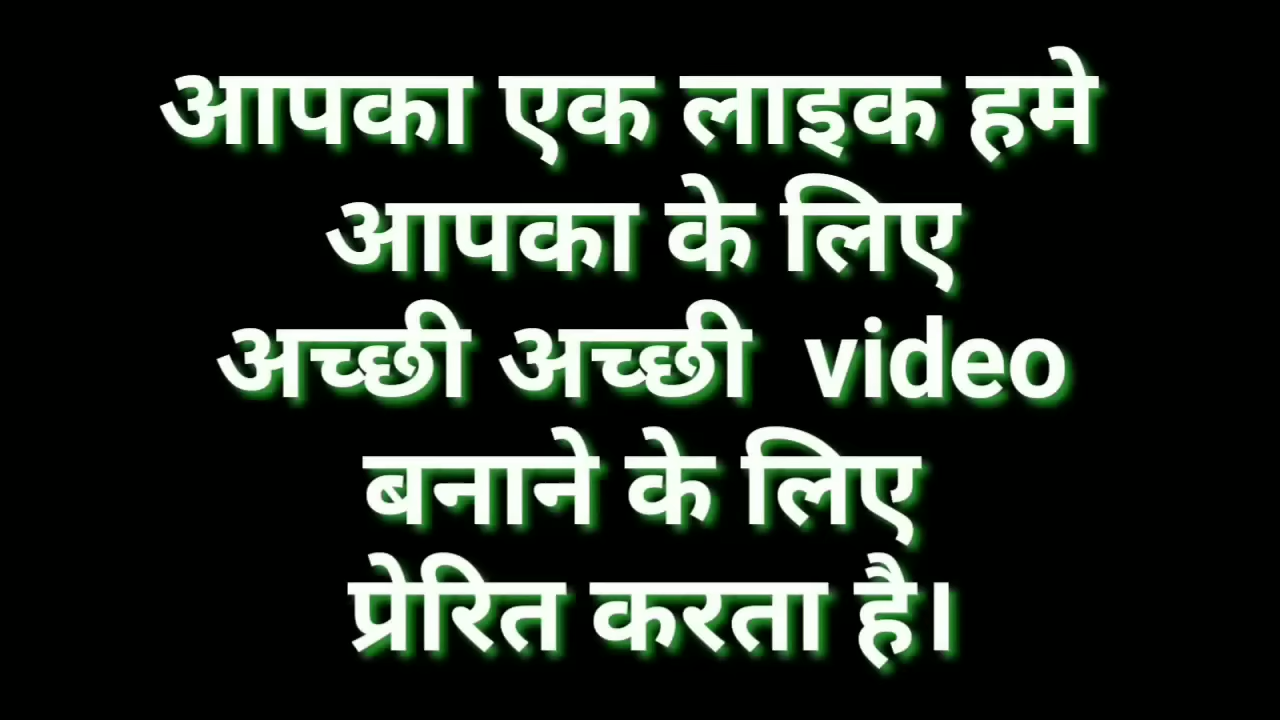 आपका एक लाइक हमे
आपका के लिए
अच्छी अच्छी video
बनाने के लिए
प्रेरित करता है।